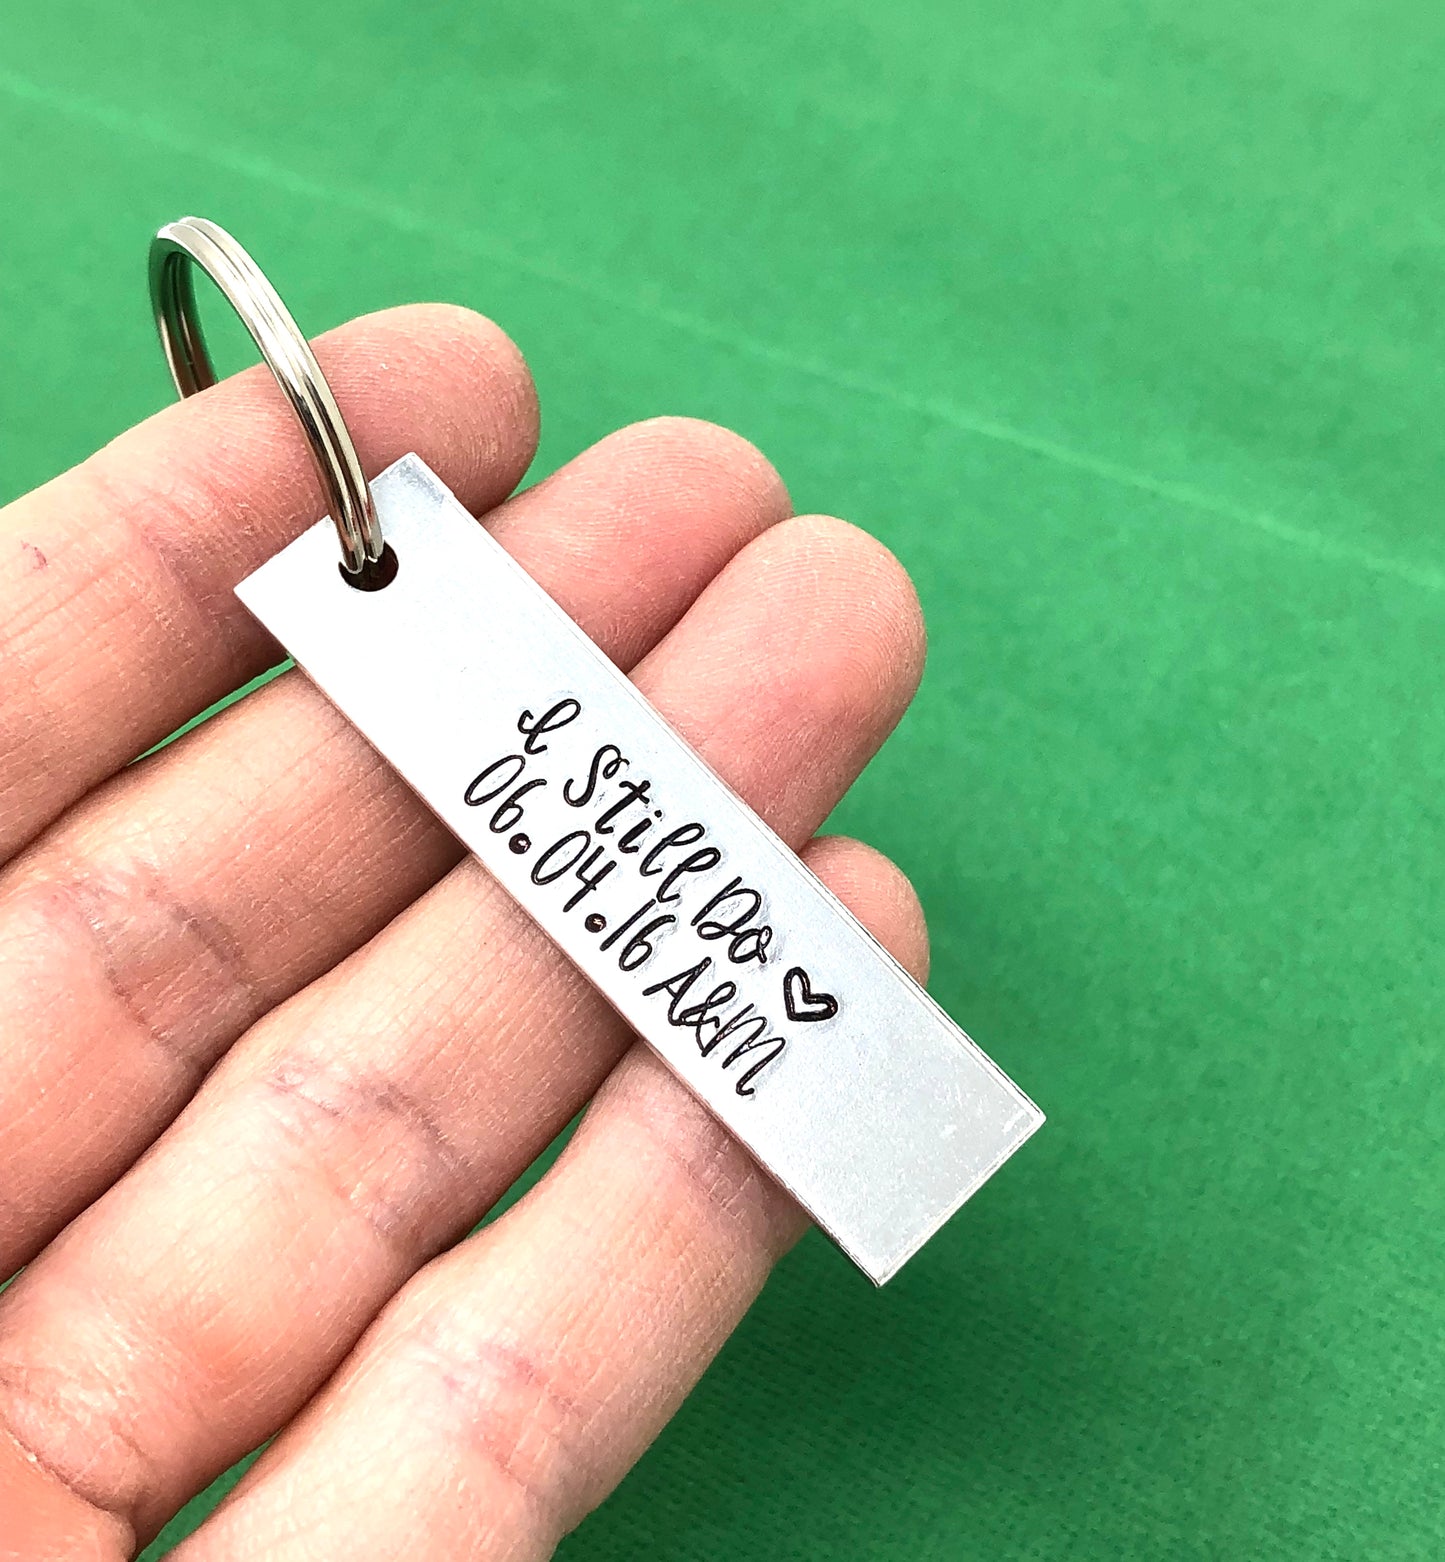 I Still Do ♡
06.04.16 A&M